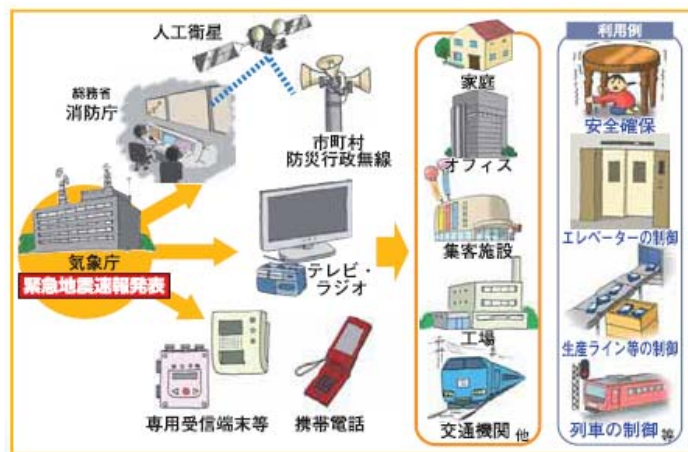 人工衛星
総務省
消防庁
市町村
防災行政無線
気象庁
緊急地震速報発表
テレビ・
ラジオ
専用受信端末等
携帯電話
家庭
オフィス
集客施設
工場
交通機関 他
利用例
安全確保
エレベーターの制御
生産ライン等の制御
列車の制御 等